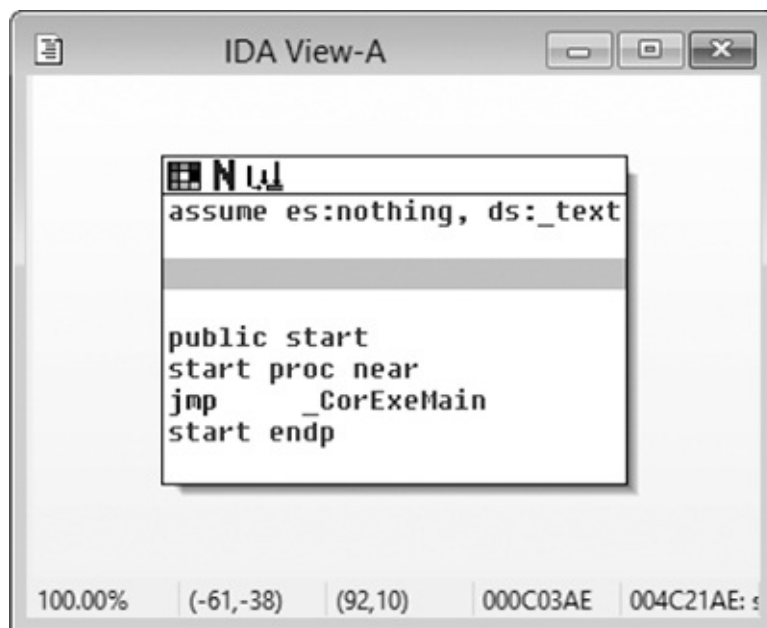 IDA View-A
assume es:nothing, ds:_text
public start
start proc near
jmp _CorExeMain
start endp
100.00% (-61,-38) (92,10) 000C03AE 004C21AE: s